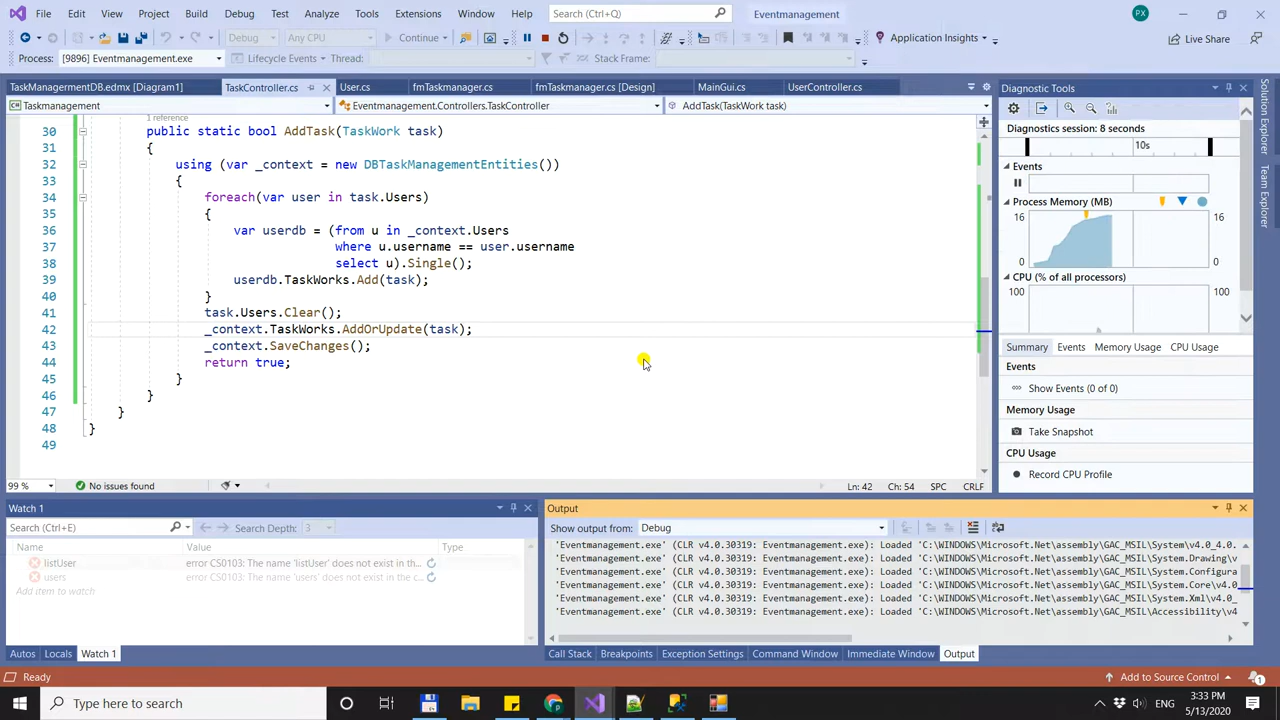 File Edit View Project Build Debug Test Analyze Tools Extensions Window Help Search (Ctrl+Q) Eventmanagement PX
Debug Any CPU Continue Application Insights Live Share
Process: [9896] Eventmanagement.exe Lifecycle Events Thread: Stack Frame:
TaskManagermentDB.edmx [Diagram1] TaskController.cs User.cs fmTaskmanager.cs fmTaskmanager.cs [Design] MainGui.cs UserController.cs
Taskmanagement Eventmanagement.Controllers.TaskController AddTask(TaskWork task)
1 reference
30 public static bool AddTask(TaskWork task)
31 {
32 using (var _context = new DBTaskManagementEntities())
33 {
34 foreach(var user in task.Users)
35 {
36 var userdb = (from u in _context.Users
37 where u.username == user.username
38 select u).Single();
39 userdb.TaskWorks.Add(task);
40 }
41 task.Users.Clear();
42 _context.TaskWorks.AddOrUpdate(task);
43 _context.SaveChanges();
44 return true;
45 }
46 }
47 }
48 }
49
99 % No issues found Ln: 42 Ch: 54 SPC CRLF
Diagnostic Tools
Diagnostics session: 8 seconds
10s
Events
Process Memory (MB)
16 16
0 0
CPU (% of all processors)
100 100
Summary Events Memory Usage CPU Usage
Events
Show Events (0 of 0)
Memory Usage
Take Snapshot
CPU Usage
Record CPU Profile
Solution Explorer
Team Explorer
Watch 1
Search (Ctrl+E) Search Depth: 3
Name Value Type
listUser error CS0103: The name 'listUser' does not exist in the...
users error CS0103: The name 'users' does not exist in the c...
Add item to watch
Autos Locals Watch 1
Output
Show output from: Debug
'Eventmanagement.exe' (CLR v4.0.30319: Eventmanagement.exe): Loaded 'C:\WINDOWS\Microsoft.Net\assembly\GAC_MSIL\System\v4.0_4.0.
'Eventmanagement.exe' (CLR v4.0.30319: Eventmanagement.exe): Loaded 'C:\WINDOWS\Microsoft.Net\assembly\GAC_MSIL\System.Drawing\v
'Eventmanagement.exe' (CLR v4.0.30319: Eventmanagement.exe): Loaded 'C:\WINDOWS\Microsoft.Net\assembly\GAC_MSIL\System.Configura
'Eventmanagement.exe' (CLR v4.0.30319: Eventmanagement.exe): Loaded 'C:\WINDOWS\Microsoft.Net\assembly\GAC_MSIL\System.Core\v4.0
'Eventmanagement.exe' (CLR v4.0.30319: Eventmanagement.exe): Loaded 'C:\WINDOWS\Microsoft.Net\assembly\GAC_MSIL\System.Xml\v4.0_
'Eventmanagement.exe' (CLR v4.0.30319: Eventmanagement.exe): Loaded 'C:\WINDOWS\Microsoft.Net\assembly\GAC_MSIL\Accessibility\v4
Call Stack Breakpoints Exception Settings Command Window Immediate Window Output
Ready Add to Source Control 1
Type here to search ENG 3:33 PM
5/13/2020